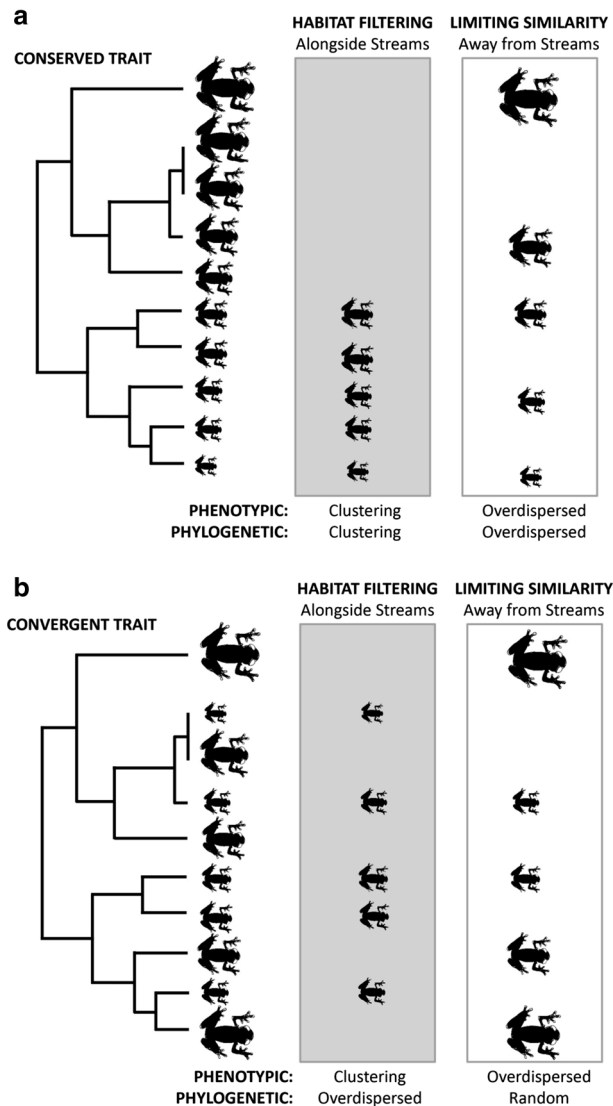 a
HABITAT FILTERING
Alongside Streams
LIMITING SIMILARITY
Away from Streams
CONSERVED TRAIT
PHENOTYPIC: Clustering Overdispersed
PHYLOGENETIC: Clustering Overdispersed
b
HABITAT FILTERING
Alongside Streams
LIMITING SIMILARITY
Away from Streams
CONVERGENT TRAIT
PHENOTYPIC: Clustering Overdispersed
PHYLOGENETIC: Overdispersed Random